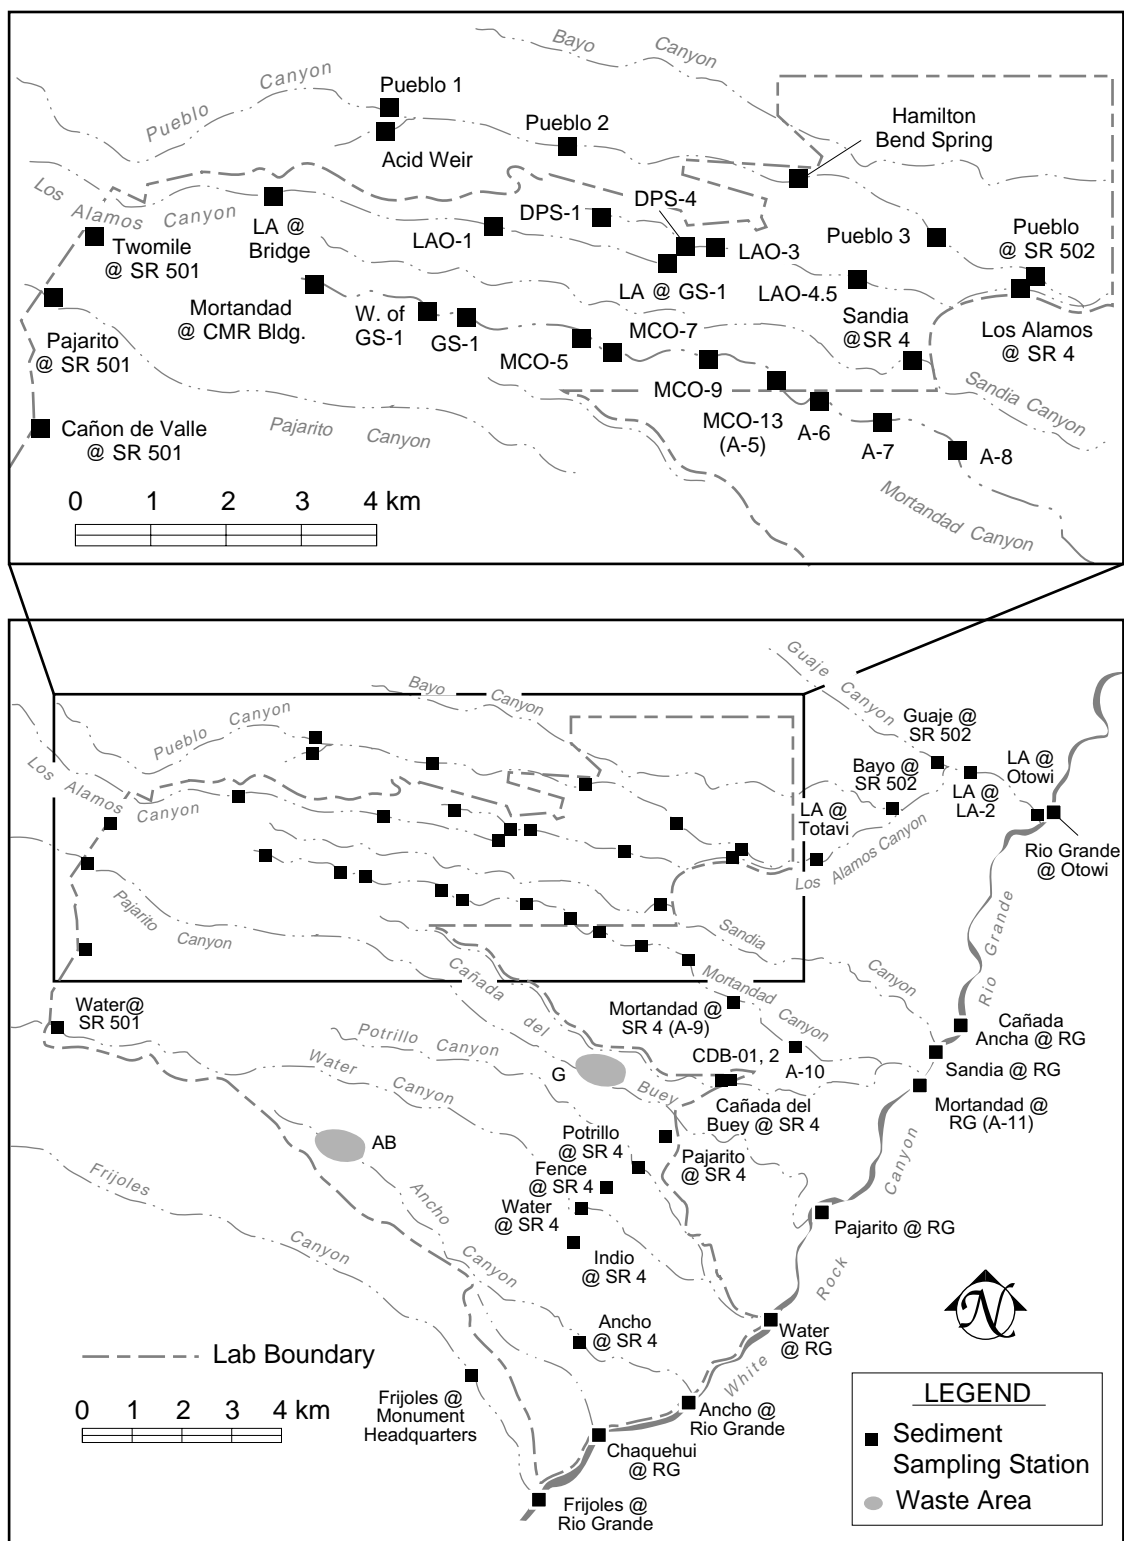 Bayo Canyon
Pueblo Canyon
Pueblo 1
Acid Weir
Pueblo 2
Hamilton
Bend Spring
Los Alamos Canyon
Twomile
@ SR 501
LA @
Bridge
LAO-1
DPS-1
DPS-4
LAO-3
LA @ GS-1
Pueblo 3
Pueblo
@ SR 502
LAO-4.5
Los Alamos
@ SR 4
Sandia
@SR 4
Pajarito
@ SR 501
Mortandad
@ CMR Bldg.
W. of
GS-1
GS-1
MCO-5
MCO-7
MCO-9
MCO-13
(A-5)
A-6
A-7
A-8
Sandia Canyon
Mortandad Canyon
Pajarito Canyon
Cañon de Valle
@ SR 501
0 1 2 3 4 km
Guaje Canyon
Bayo Canyon
Pueblo Canyon
Los Alamos Canyon
Guaje @
SR 502
Bayo @
SR 502
LA @
Otowi
LA @
LA-2
LA @
Totavi
Los Alamos Canyon
Rio Grande
@ Otowi
Rio Grande
Pajarito Canyon
Sandia Canyon
Mortandad Canyon
Cañada del Buey
Water@
SR 501
Potrillo Canyon
Water Canyon
Mortandad @
SR 4 (A-9)
A-10
CDB-01, 2
Cañada del
Buey @ SR 4
Cañada
Ancha @ RG
Sandia @ RG
Mortandad @
RG (A-11)
G
AB
Potrillo
@ SR 4
Fence
@ SR 4
Water
@ SR 4
Indio
@ SR 4
Pajarito
@ SR 4
Pajarito @ RG
Frijoles Canyon
Ancho Canyon
White Rock Canyon
Ancho
@ SR 4
Water
@ RG
Ancho @
Rio Grande
Chaquehui
@ RG
Frijoles @
Rio Grande
Frijoles @
Monument
Headquarters
Lab Boundary
0 1 2 3 4 km
N
LEGEND
Sediment
Sampling Station
Waste Area